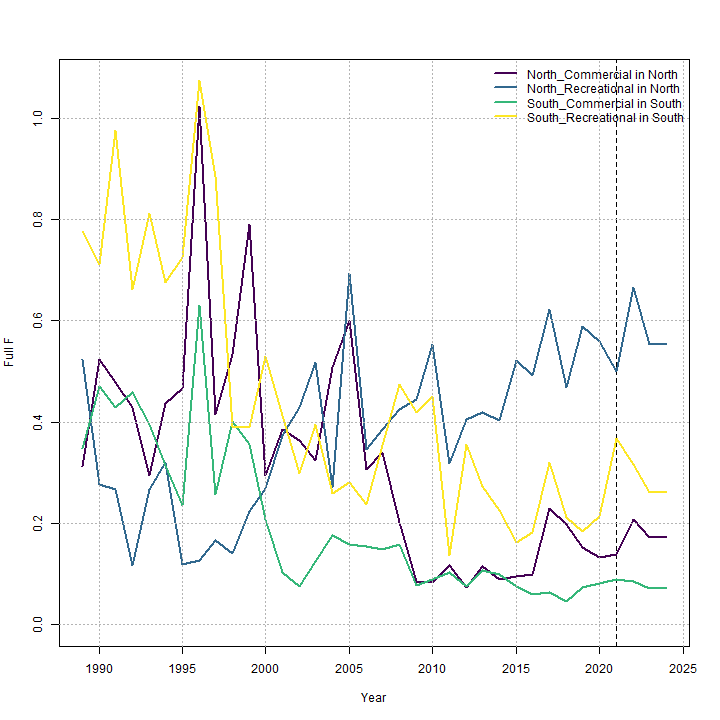 North_Commercial in North
North_Recreational in North
South_Commercial in South
South_Recreational in South
1.0
0.8
0.6
0.4
0.2
0.0
Full F
1990 1995 2000 2005 2010 2015 2020 2025
Year